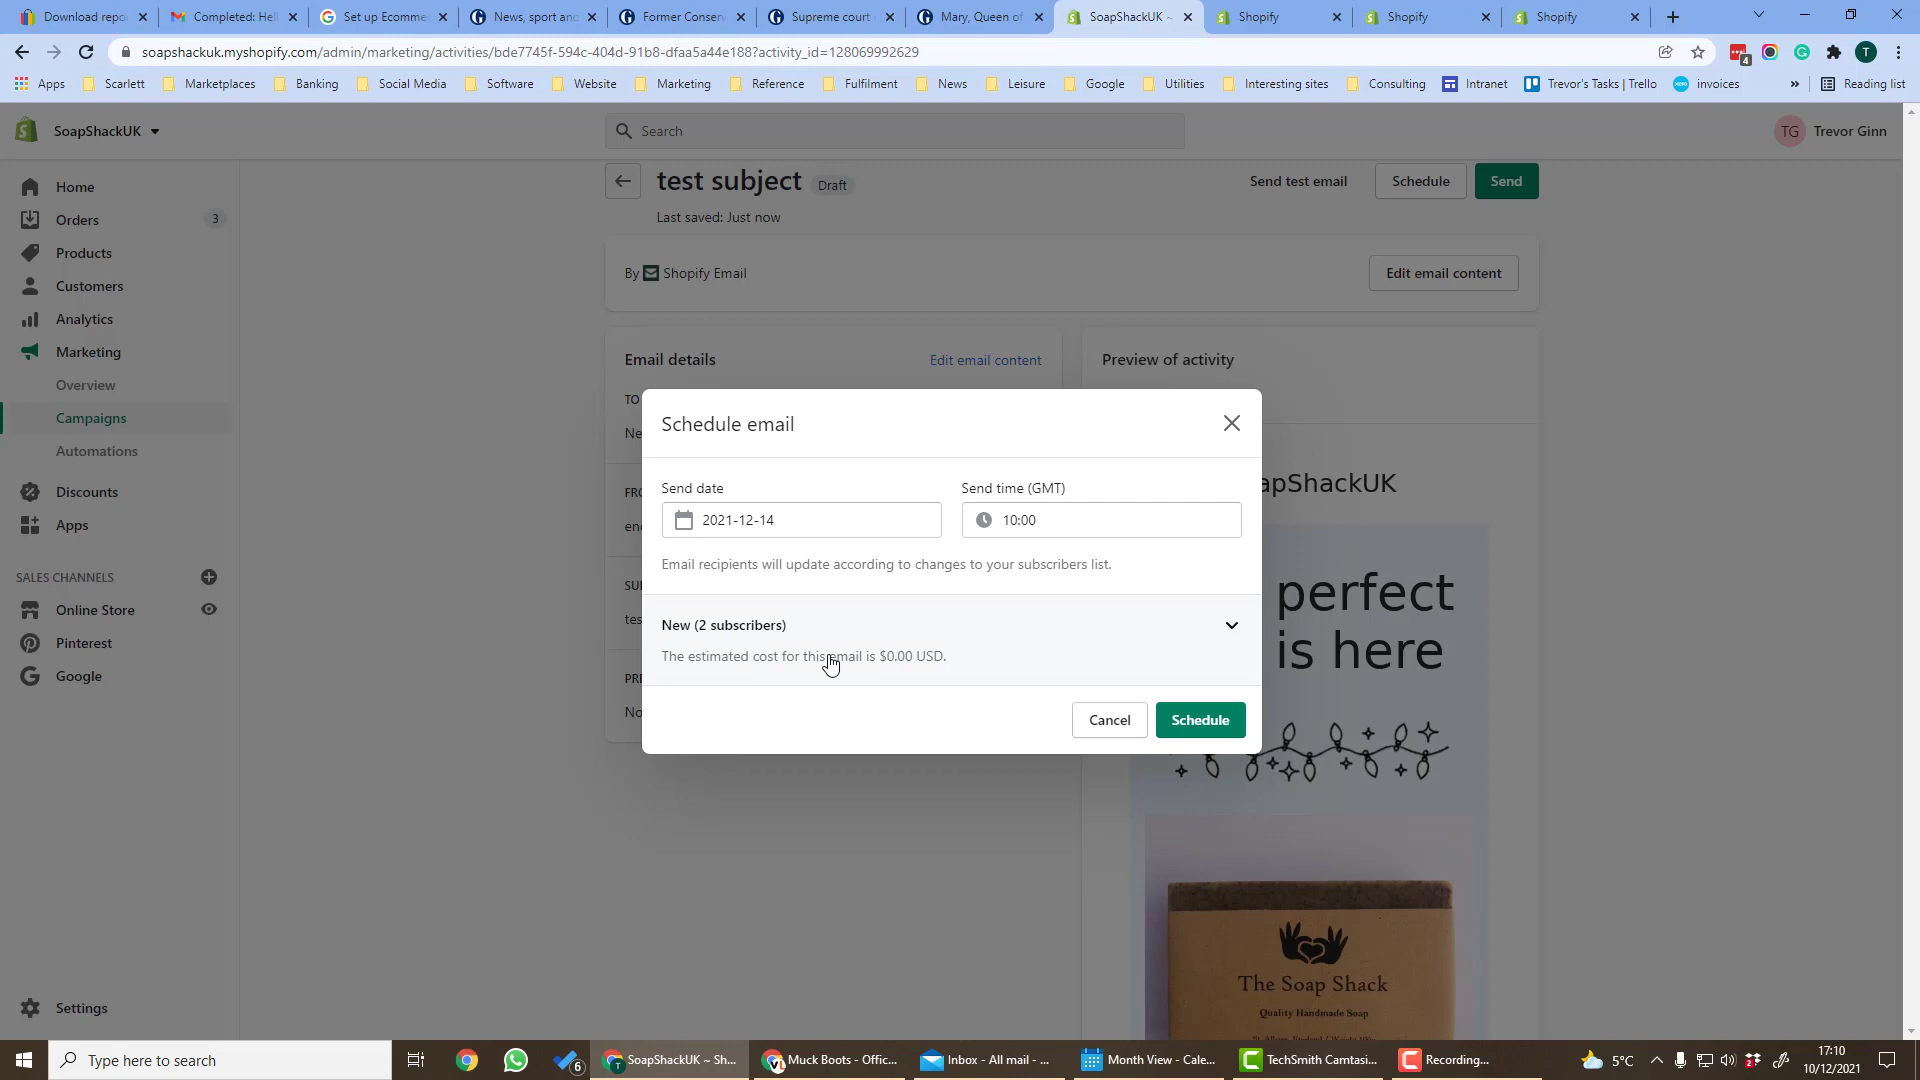 Download repo
Completed: Hel
Set up Ecomme
News, sport and
Former Conser
Supreme court
Mary, Queen of
SoapShackUK ~
Shopify
Shopify
Shopify
soapshackuk.myshopify.com/admin/marketing/activities/bde7745f-594c-404d-91b8-dfaa5a44e188?activity_id=128069992629
4
T
Apps
Scarlett
Marketplaces
Banking
Social Media
Software
Website
Marketing
Reference
Fulfilment
News
Leisure
Google
Utilities
Interesting sites
Consulting
Intranet
Trevor's Tasks | Trello
invoices
»
Reading list
SoapShackUK
Search
TG
Trevor Ginn
Home
Orders
3
Products
Customers
Analytics
Marketing
Overview
Campaigns
Automations
Discounts
Apps
SALES CHANNELS
Online Store
Pinterest
Google
Settings
test subject
Draft
Send test email
Schedule
Send
Last saved: Just now
By Shopify Email
Edit email content
Email details
Edit email content
Preview of activity
TO
Ne
FRO
SU
tes
PRE
No
apShackUK
perfect
is here
Schedule email
Send date
Send time (GMT)
2021-12-14
10:00
Email recipients will update according to changes to your subscribers list.
New (2 subscribers)
The estimated cost for this email is $0.00 USD.
Cancel
Schedule
The Soap Shack
Quality Handmade Soap
Type here to search
6
SoapShackUK ~ Sh...
Muck Boots - Offic...
Inbox - All mail - ...
Month View - Cale...
TechSmith Camtasi...
Recording...
5°C
17:10
10/12/2021